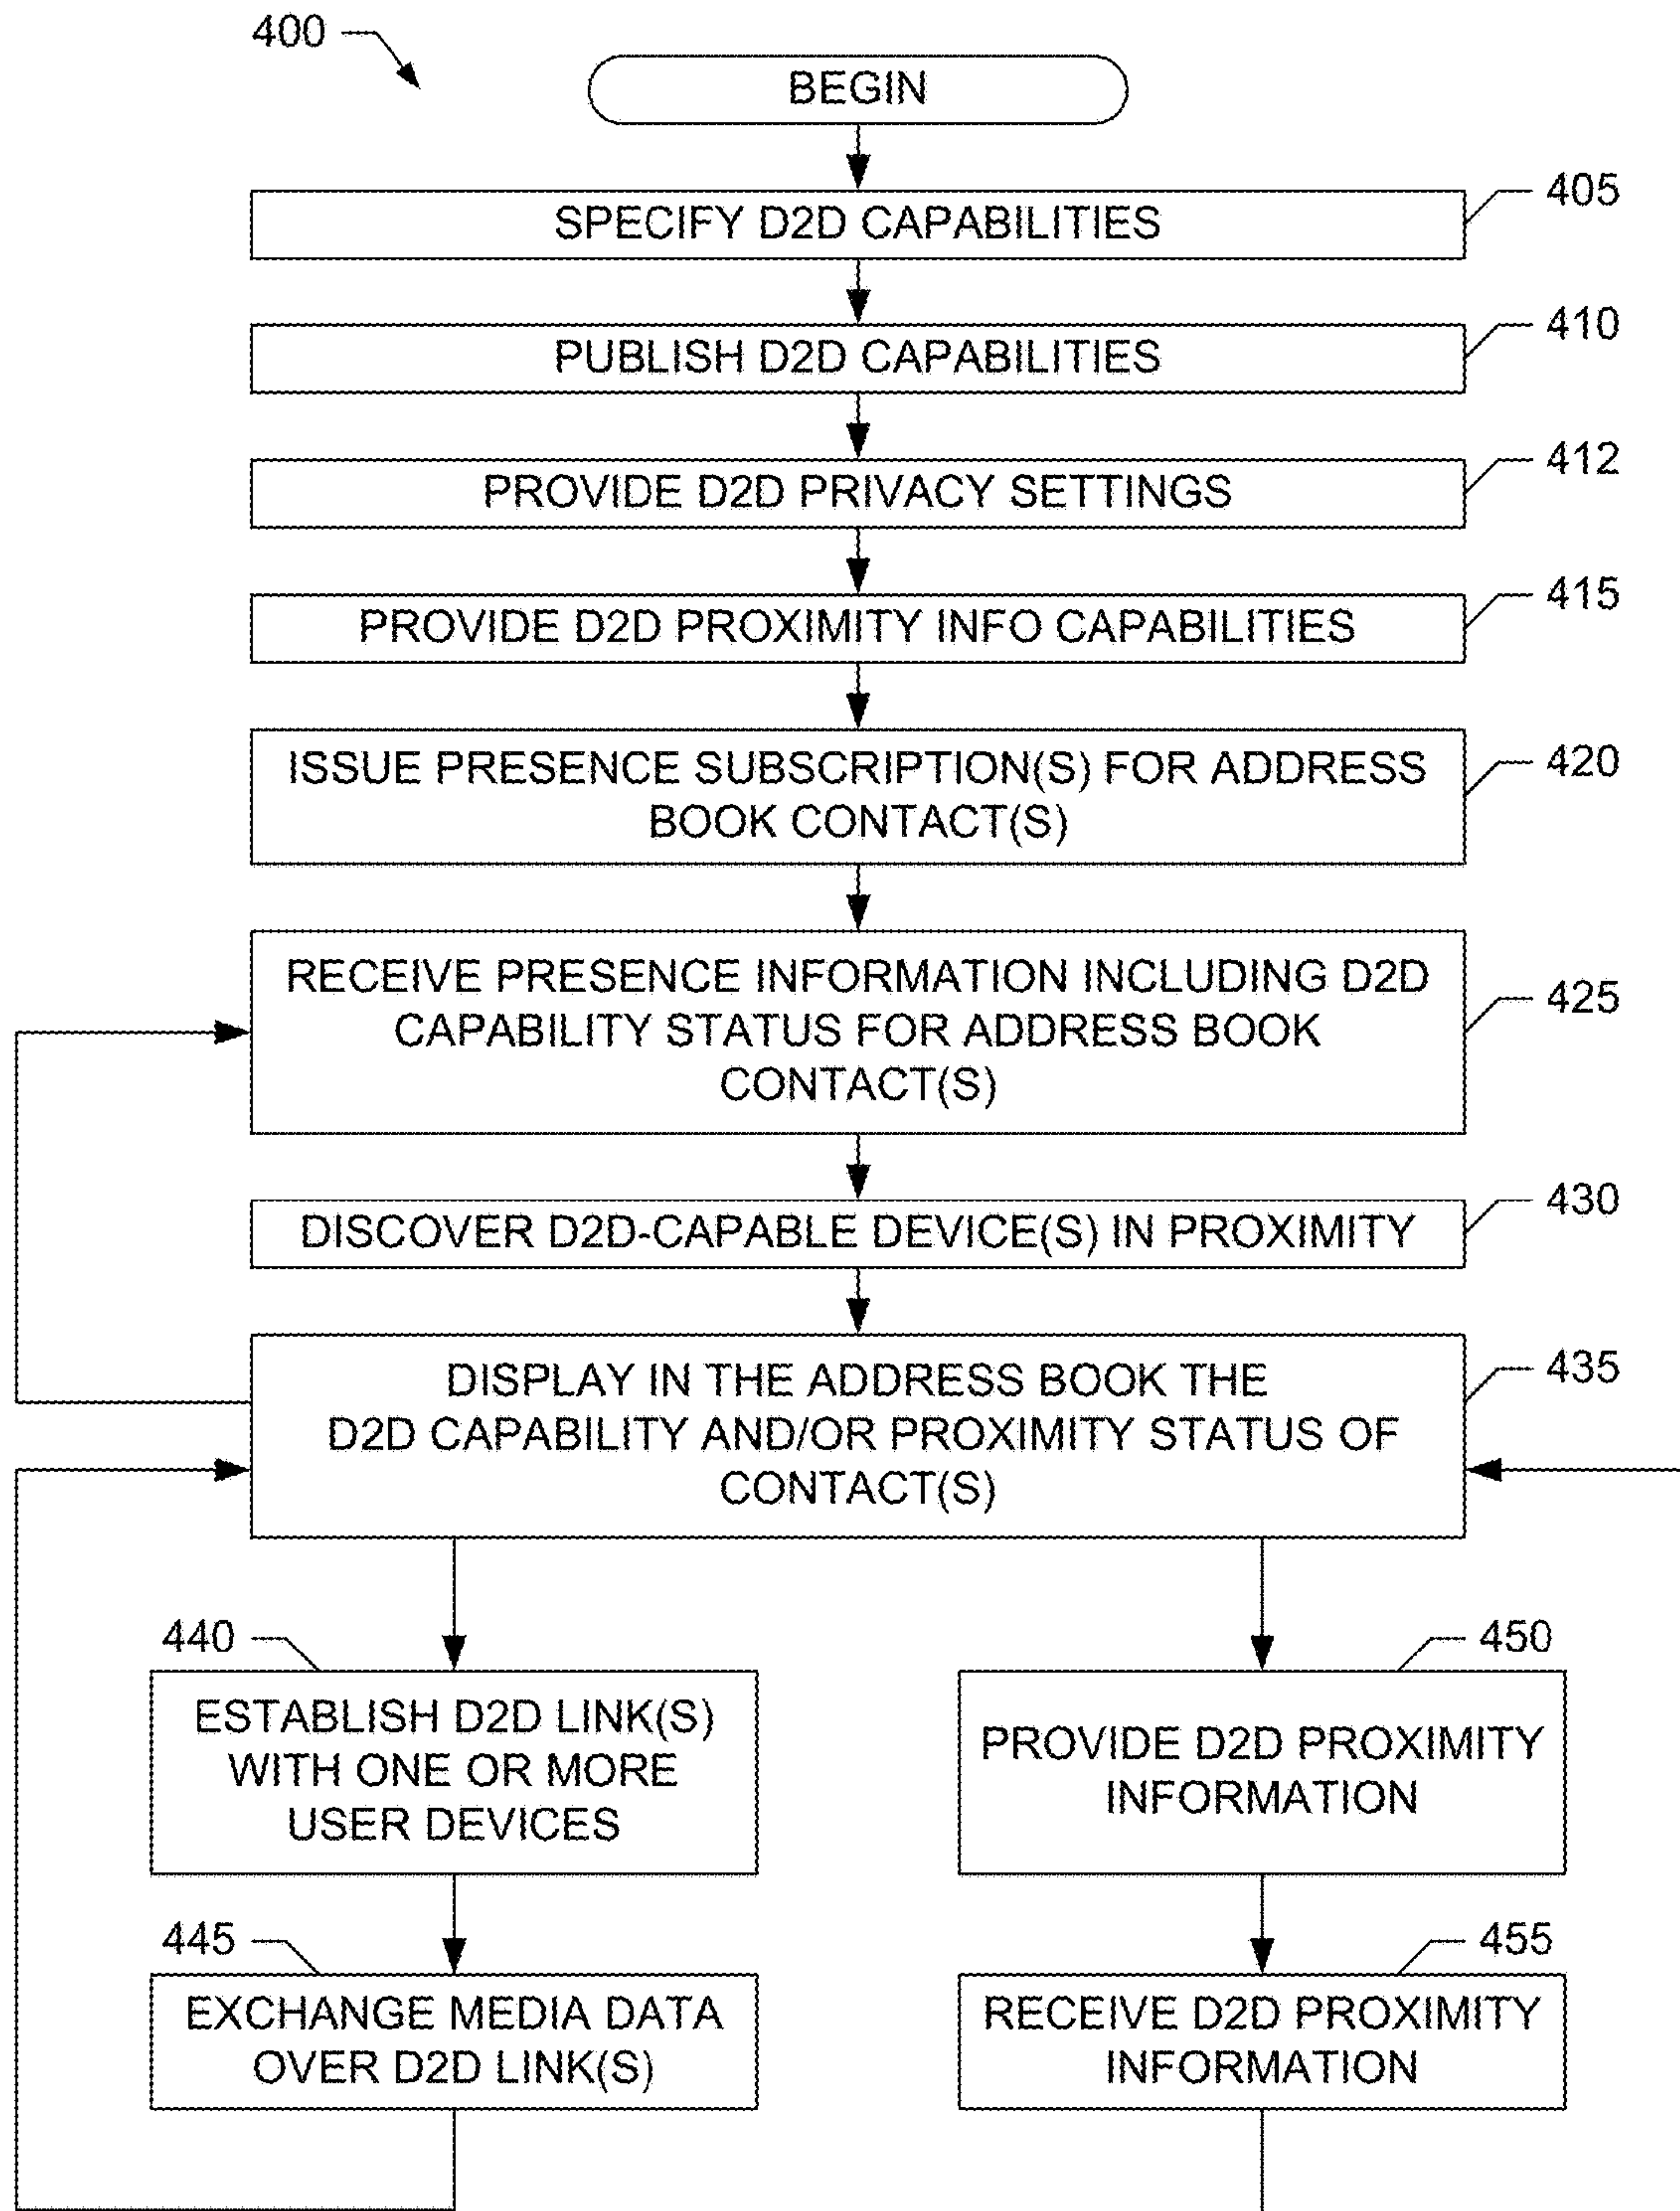 400
BEGIN
SPECIFY D2D CAPABILITIES
405
PUBLISH D2D CAPABILITIES
410
PROVIDE D2D PRIVACY SETTINGS
412
PROVIDE D2D PROXIMITY INFO CAPABILITIES
415
ISSUE PRESENCE SUBSCRIPTION(S) FOR ADDRESS
BOOK CONTACT(S)
420
RECEIVE PRESENCE INFORMATION INCLUDING D2D
CAPABILITY STATUS FOR ADDRESS BOOK
CONTACT(S)
425
DISCOVER D2D-CAPABLE DEVICE(S) IN PROXIMITY
430
DISPLAY IN THE ADDRESS BOOK THE
D2D CAPABILITY AND/OR PROXIMITY STATUS OF
CONTACT(S)
435
440
ESTABLISH D2D LINK(S)
WITH ONE OR MORE
USER DEVICES
445
EXCHANGE MEDIA DATA
OVER D2D LINK(S)
450
PROVIDE D2D PROXIMITY
INFORMATION
455
RECEIVE D2D PROXIMITY
INFORMATION